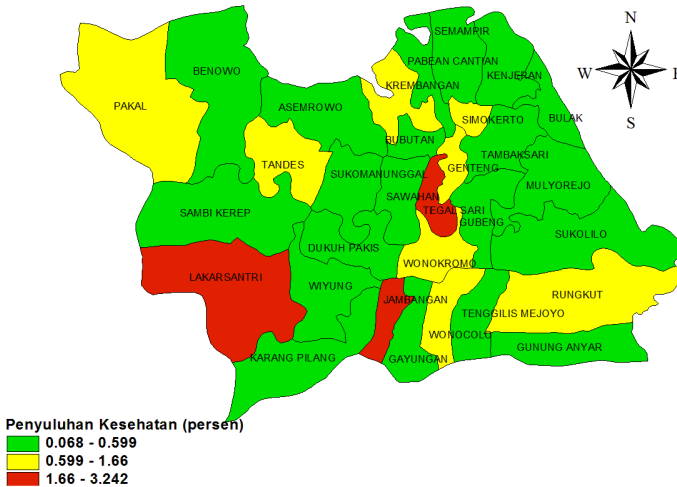 N
SEMAMPIR
PABEAN CANTIAN
BENOWO
KENJERAN
W
E
KREMBANGAN
PAKAL
ASEMROWO
S
SIMOKERTO
BULAK
BUBUTAN
TANDES
TAMBAKSARI
SUKOMANUNGGAL
GENTENG
MULYOREJO
SAWAHAN
SAMBI KEREP
TEGAL SARI
GUBENG
SUKOLILO
DUKUH PAKIS
WONOKROMO
LAKARSANTRI
WIYUNG
RUNGKUT
JAMBANGAN
TENGGILIS MEJOYO
WONOCOLO
GUNUNG ANYAR
KARANG PILANG
GAYUNGAN
Penyuluhan Kesehatan (persen)
0.068 - 0.599
0.599 - 1.66
1.66 - 3.242